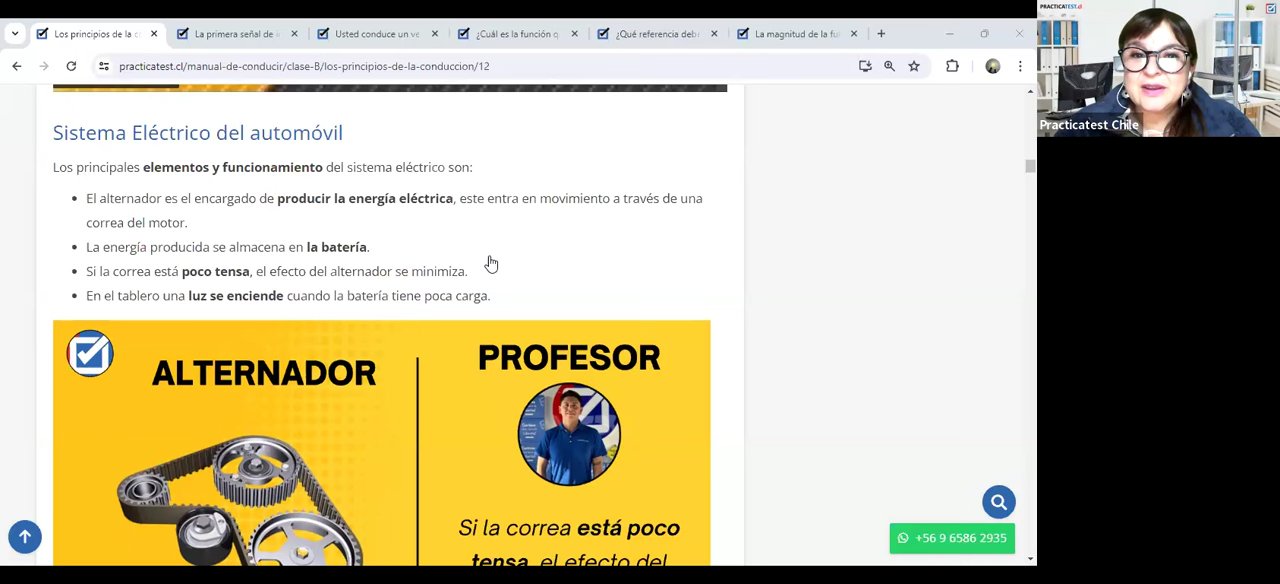 Los principios de la c
La primera señal de
Usted conduce un ve
¿Cuál es la función
¿Qué referencia deb
La magnitud de la fu
practicatest.cl/manual-de-conducir/clase-B/los-principios-de-la-conduccion/12
PRACTICATEST.cl
Practicatest Chile
Sistema Eléctrico del automóvil
Los principales elementos y funcionamiento del sistema eléctrico son:
El alternador es el encargado de producir la energía eléctrica, este entra en movimiento a través de una
correa del motor.
La energía producida se almacena en la batería.
Si la correa está poco tensa, el efecto del alternador se minimiza.
En el tablero una luz se enciende cuando la batería tiene poca carga.
ALTERNADOR
PROFESOR
Si la correa está poco
tensa, el efecto del
+56 9 6586 2935